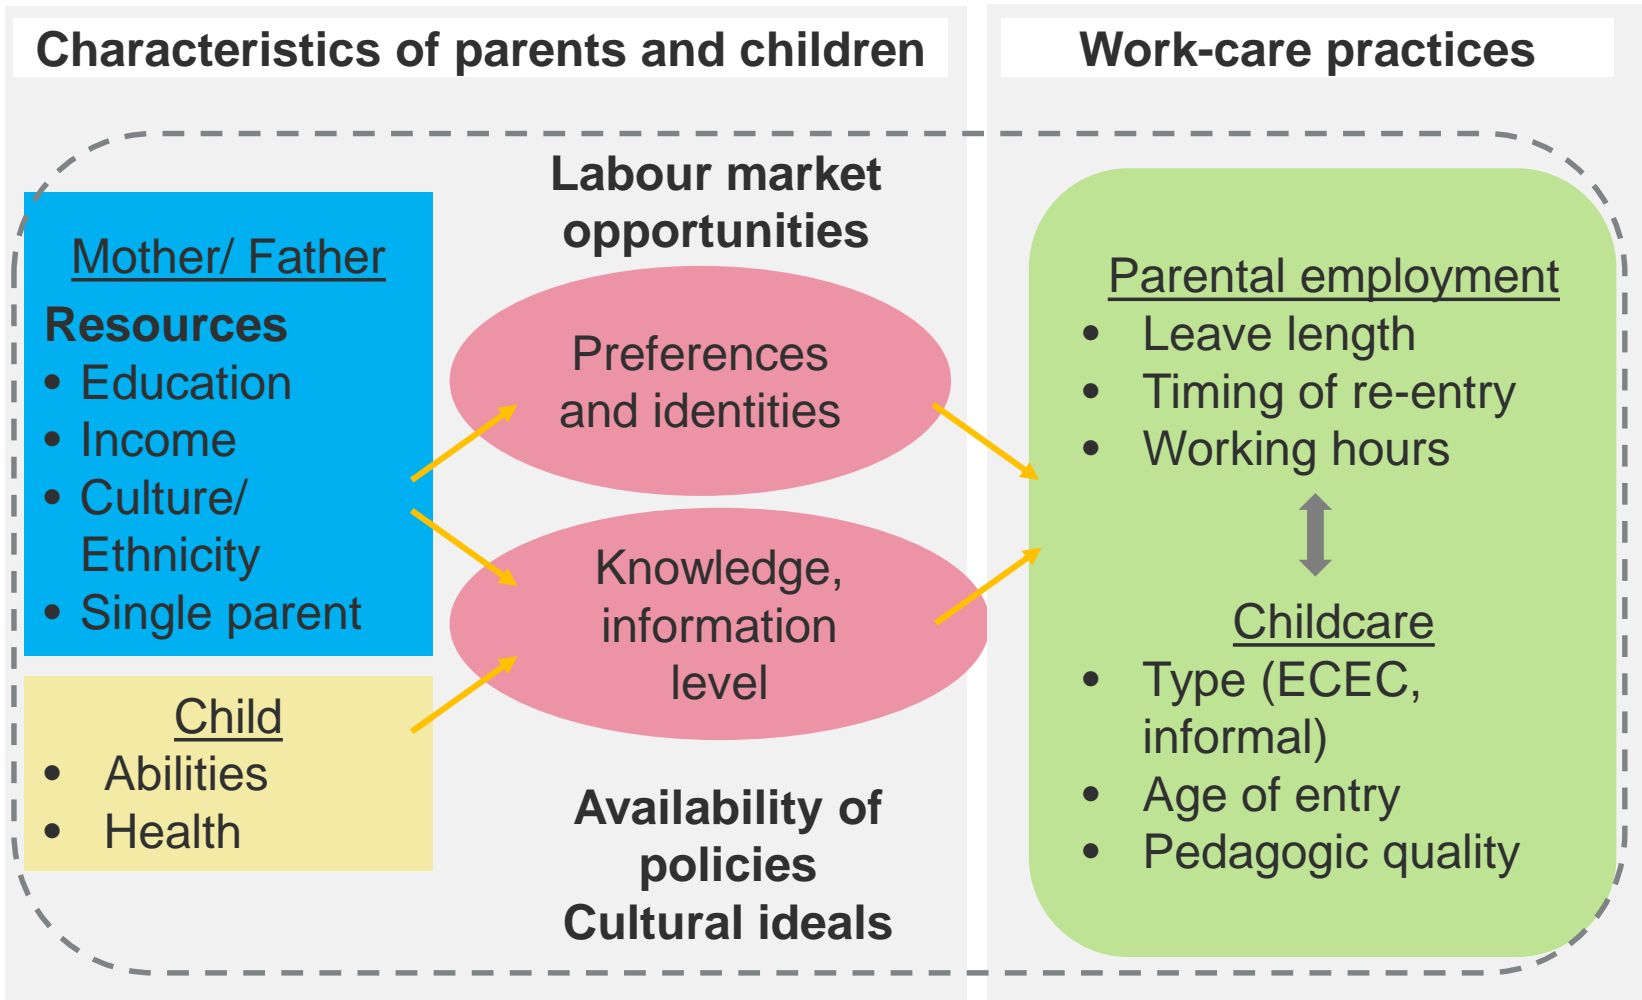 Characteristics of parents and children
Work-care practices
Mother/ Father
Resources
• Education
• Income
• Culture/
Ethnicity
• Single parent
Child
• Abilities
• Health
Labour market
opportunities
Preferences
and identities
Knowledge,
information
level
Availability of
policies
Cultural ideals
Parental employment
• Leave length
• Timing of re-entry
• Working hours
Childcare
• Type (ECEC,
informal)
• Age of entry
• Pedagogic quality